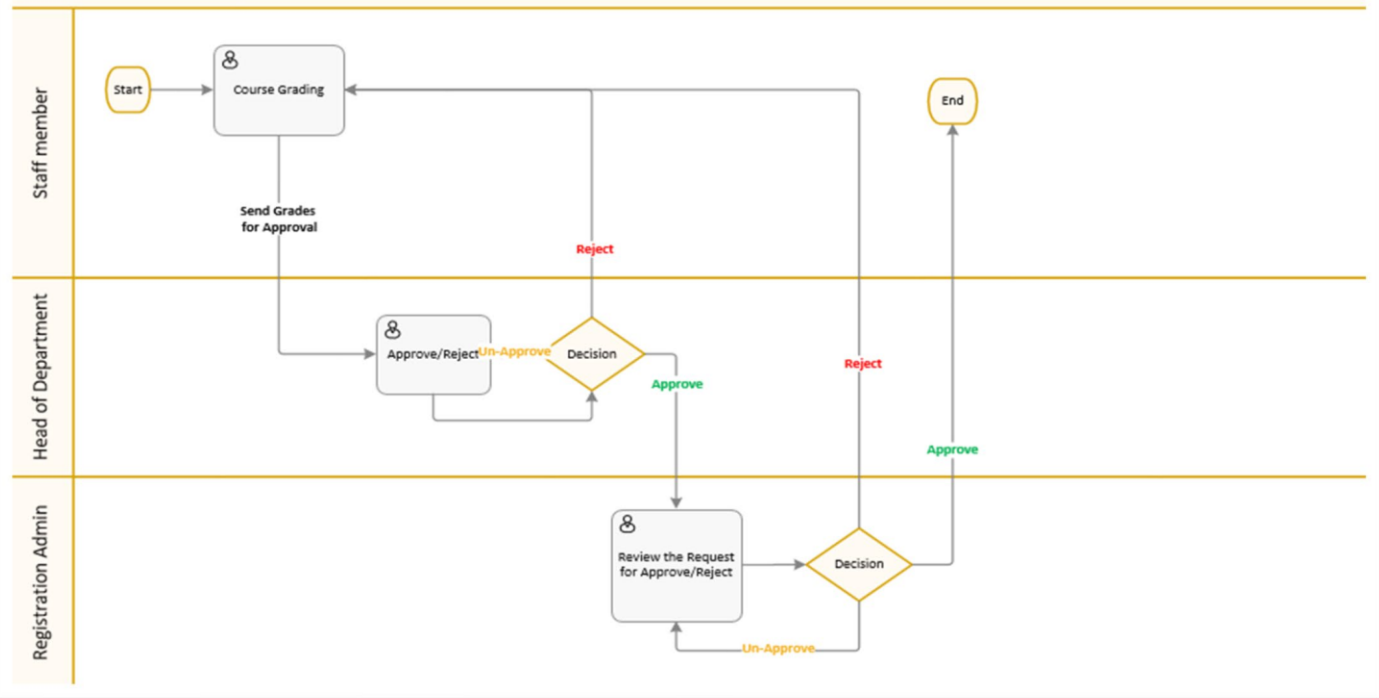 Staff member
Start
Course Grading
End
Send Grades
for Approval
Reject
Head of Department
Approve/Reject
Un-Approve
Decision
Approve
Reject
Approve
Registration Admin
Review the Request
for Approve/Reject
Decision
Un-Approve